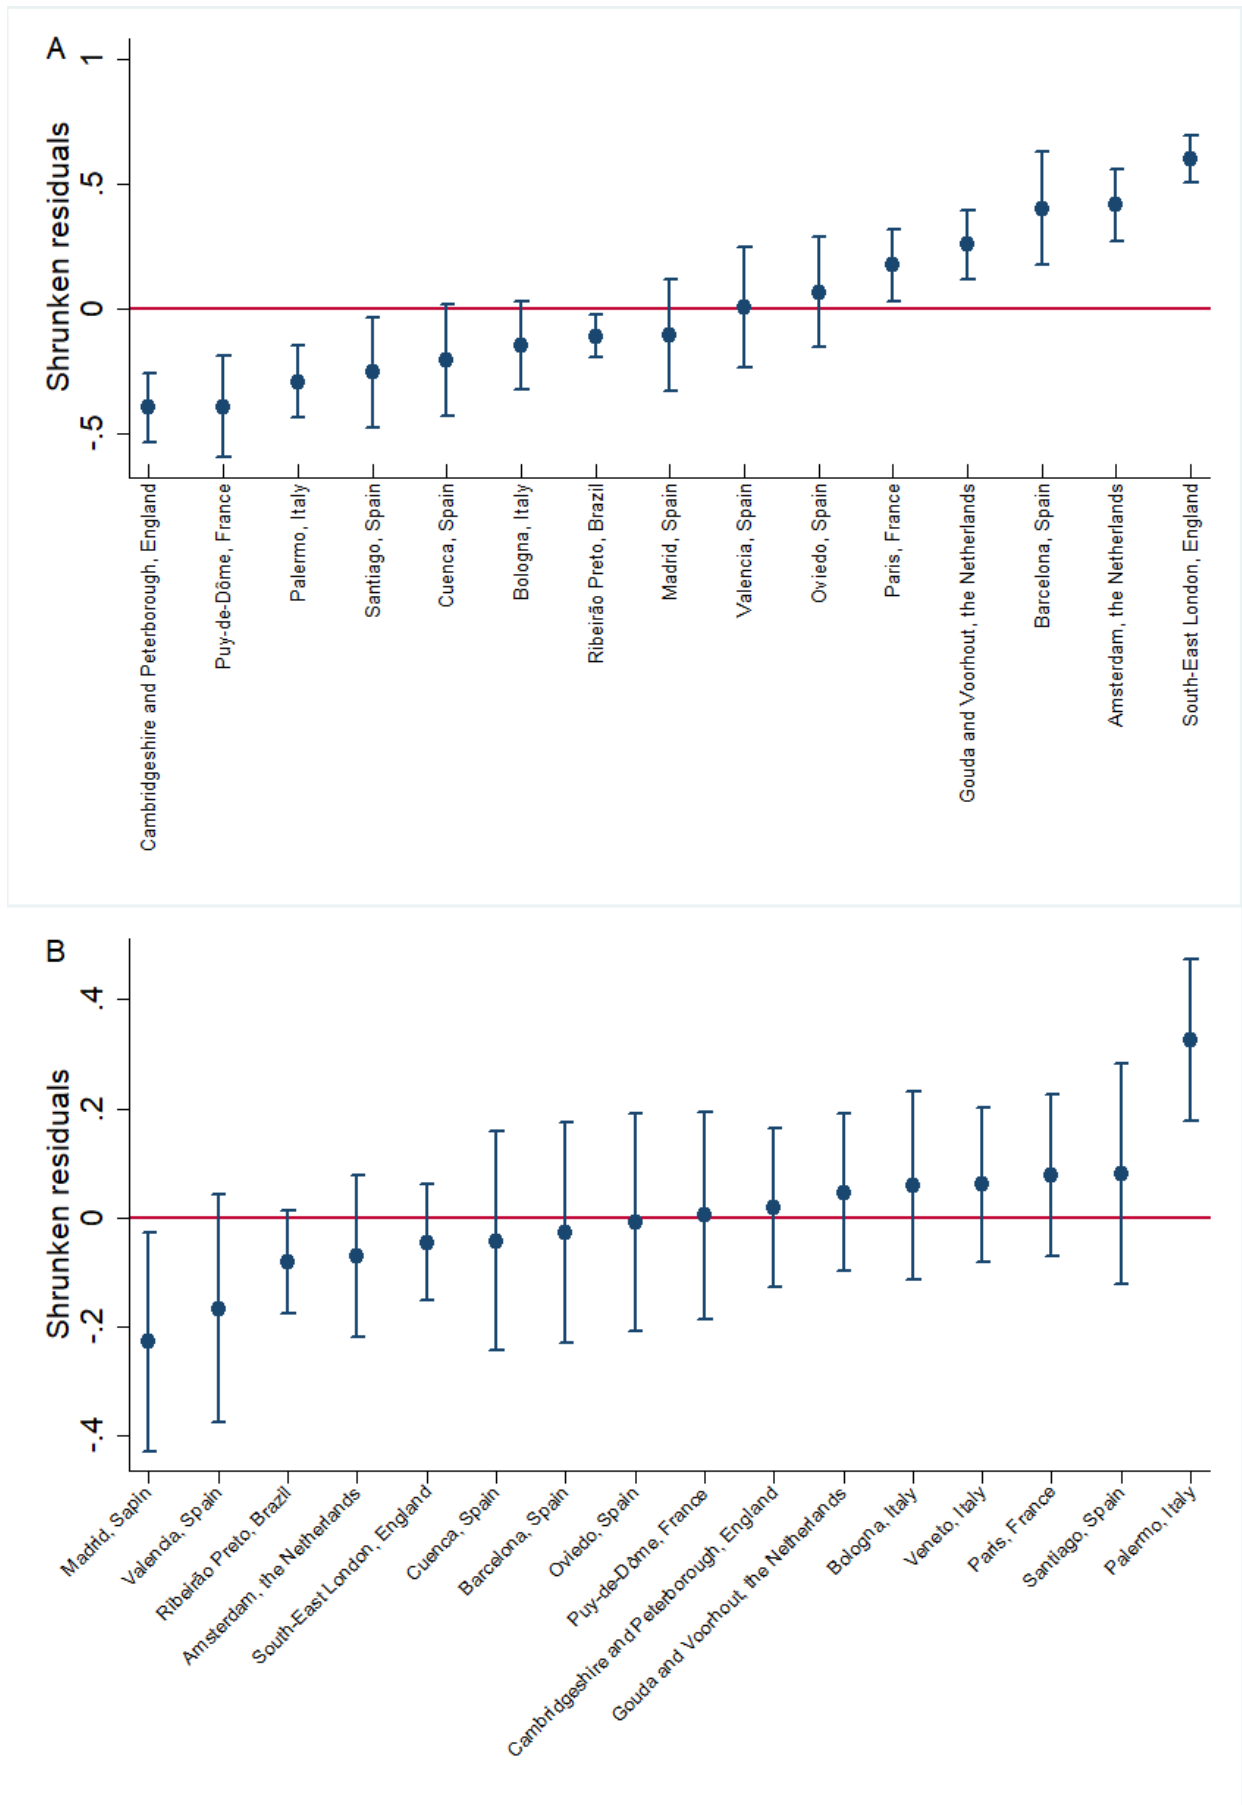 A
Shrunken residuals
1
.5
0
-.5
Cambridgeshire and Peterborough, England
Puy-de-Dôme, France
Palermo, Italy
Santiago, Spain
Cuenca, Spain
Bologna, Italy
Ribeirão Preto, Brazil
Madrid, Spain
Valencia, Spain
Oviedo, Spain
Paris, France
Gouda and Voorhout, the Netherlands
Barcelona, Spain
Amsterdam, the Netherlands
South-East London, England
B
Shrunken residuals
.4
.2
0
-.2
-.4
Madrid, Sapin
Valencia, Spain
Ribeirão Preto, Brazil
Amsterdam, the Netherlands
South-East London, England
Cuenca, Spain
Barcelona, Spain
Oviedo, Spain
Puy-de-Dôme, France
Cambridgeshire and Peterborough, England
Gouda and Voorhout, the Netherlands
Bologna, Italy
Veneto, Italy
Paris, France
Santiago, Spain
Palermo, Italy